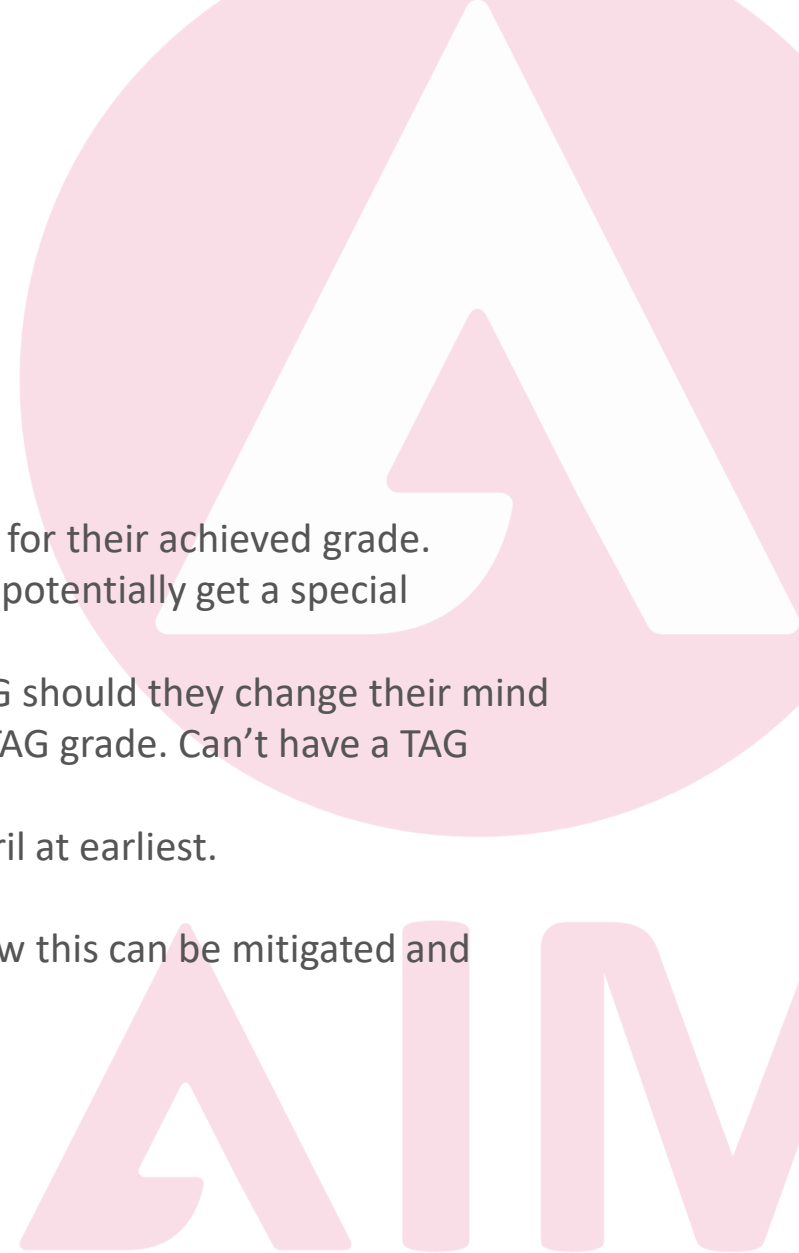 for their achieved grade.
potentially get a special
G should they change their mind
TAG grade. Can’t have a TAG
ril at earliest.
w this can be mitigated and
AIM